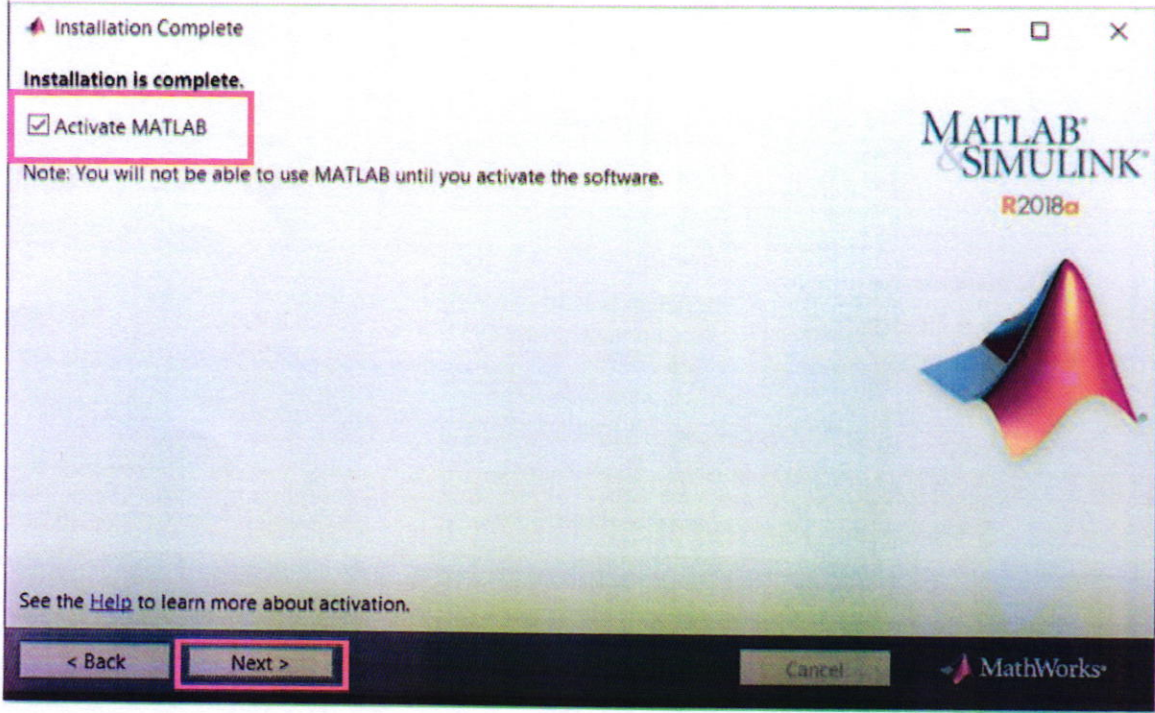 Installation Complete
Installation is complete.
Activate MATLAB
Note: You will not be able to use MATLAB until you activate the software.
MATLAB®
&SIMULINK®
R2018a
See the Help to learn more about activation.
< Back
Next >
Cancel
MathWorks®